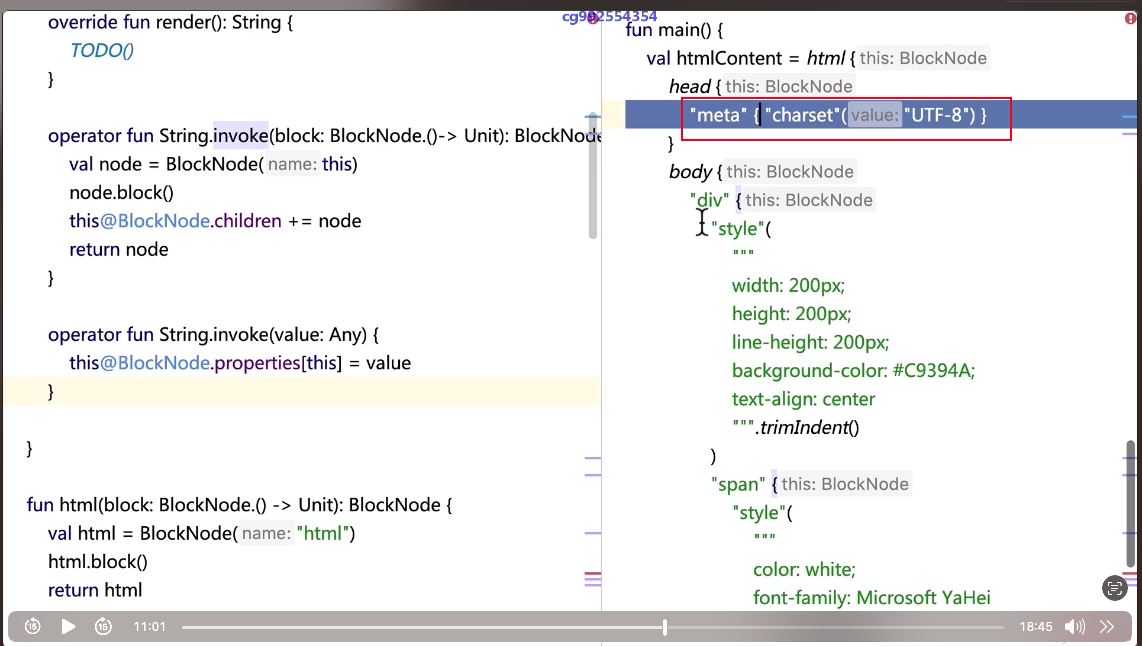 cg992554354
override fun render(): String {
TODO()
}
operator fun String.invoke(block: BlockNode.()-> Unit): BlockNode
val node = BlockNode( name: this)
node.block()
this@BlockNode.children += node
return node
}
operator fun String.invoke(value: Any) {
this@BlockNode.properties[this] = value
}
}
fun html(block: BlockNode.() -> Unit): BlockNode {
val html = BlockNode( name: "html")
html.block()
return html
fun main() {
val htmlContent = html { this: BlockNode
head { this: BlockNode
"meta" { "charset"( value: "UTF-8") }
}
body { this: BlockNode
"div" { this: BlockNode
"style"(
"""
width: 200px;
height: 200px;
line-height: 200px;
background-color: #C9394A;
text-align: center
""".trimIndent()
)
"span" { this: BlockNode
"style"(
"""
color: white;
font-family: Microsoft YaHei
15 15 11:01 18:45